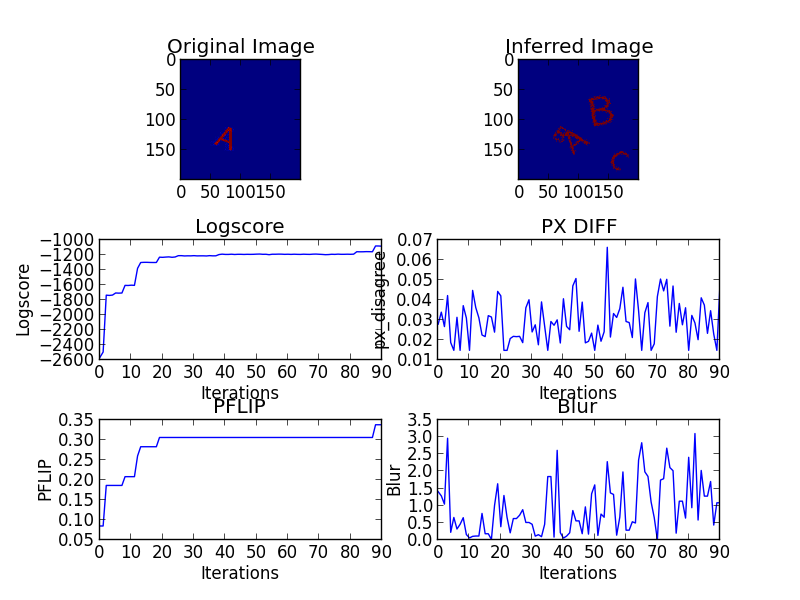 Original Image
0
50
100
150
0 50 100 150
A
Inferred Image
0
50
100
150
0 50 100 150
B
A
C
Logscore
−1000
−1200
−1400
−1600
−1800
−2000
−2200
−2400
−2600
Logscore
0 10 20 30 40 50 60 70 80 90
Iterations
PX DIFF
0.07
0.06
0.05
0.04
0.03
0.02
0.01
px_disagree
0 10 20 30 40 50 60 70 80 90
Iterations
PFLIP
0.35
0.30
0.25
0.20
0.15
0.10
0.05
PFLIP
0 10 20 30 40 50 60 70 80 90
Iterations
Blur
3.5
3.0
2.5
2.0
1.5
1.0
0.5
0.0
Blur
0 10 20 30 40 50 60 70 80 90
Iterations